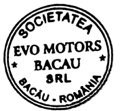 SOCIETATEA
EVO MOTORS
BACAU
SRL
BACĂU - ROMÂNIA